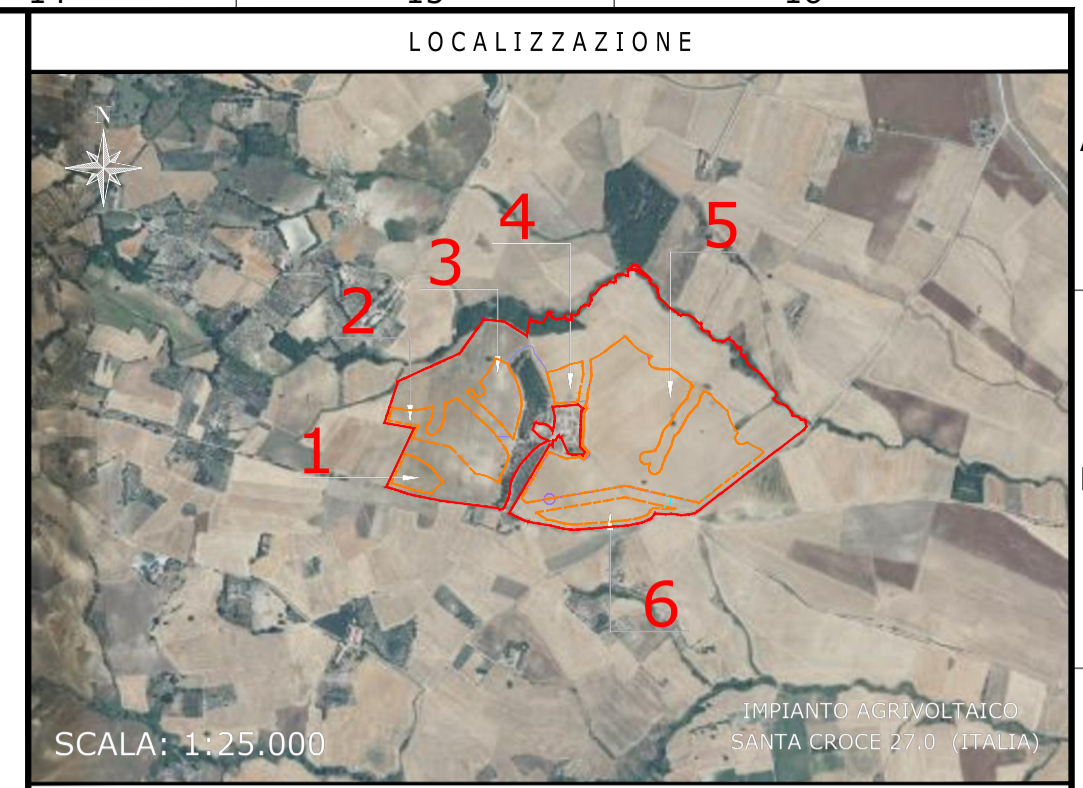 LOCALIZZAZIONE
N
4
5
3
2
1
6
IMPIANTO AGRIVOLTAICO
SCALA: 1:25.000
SANTA CROCE 27.0 (ITALIA)